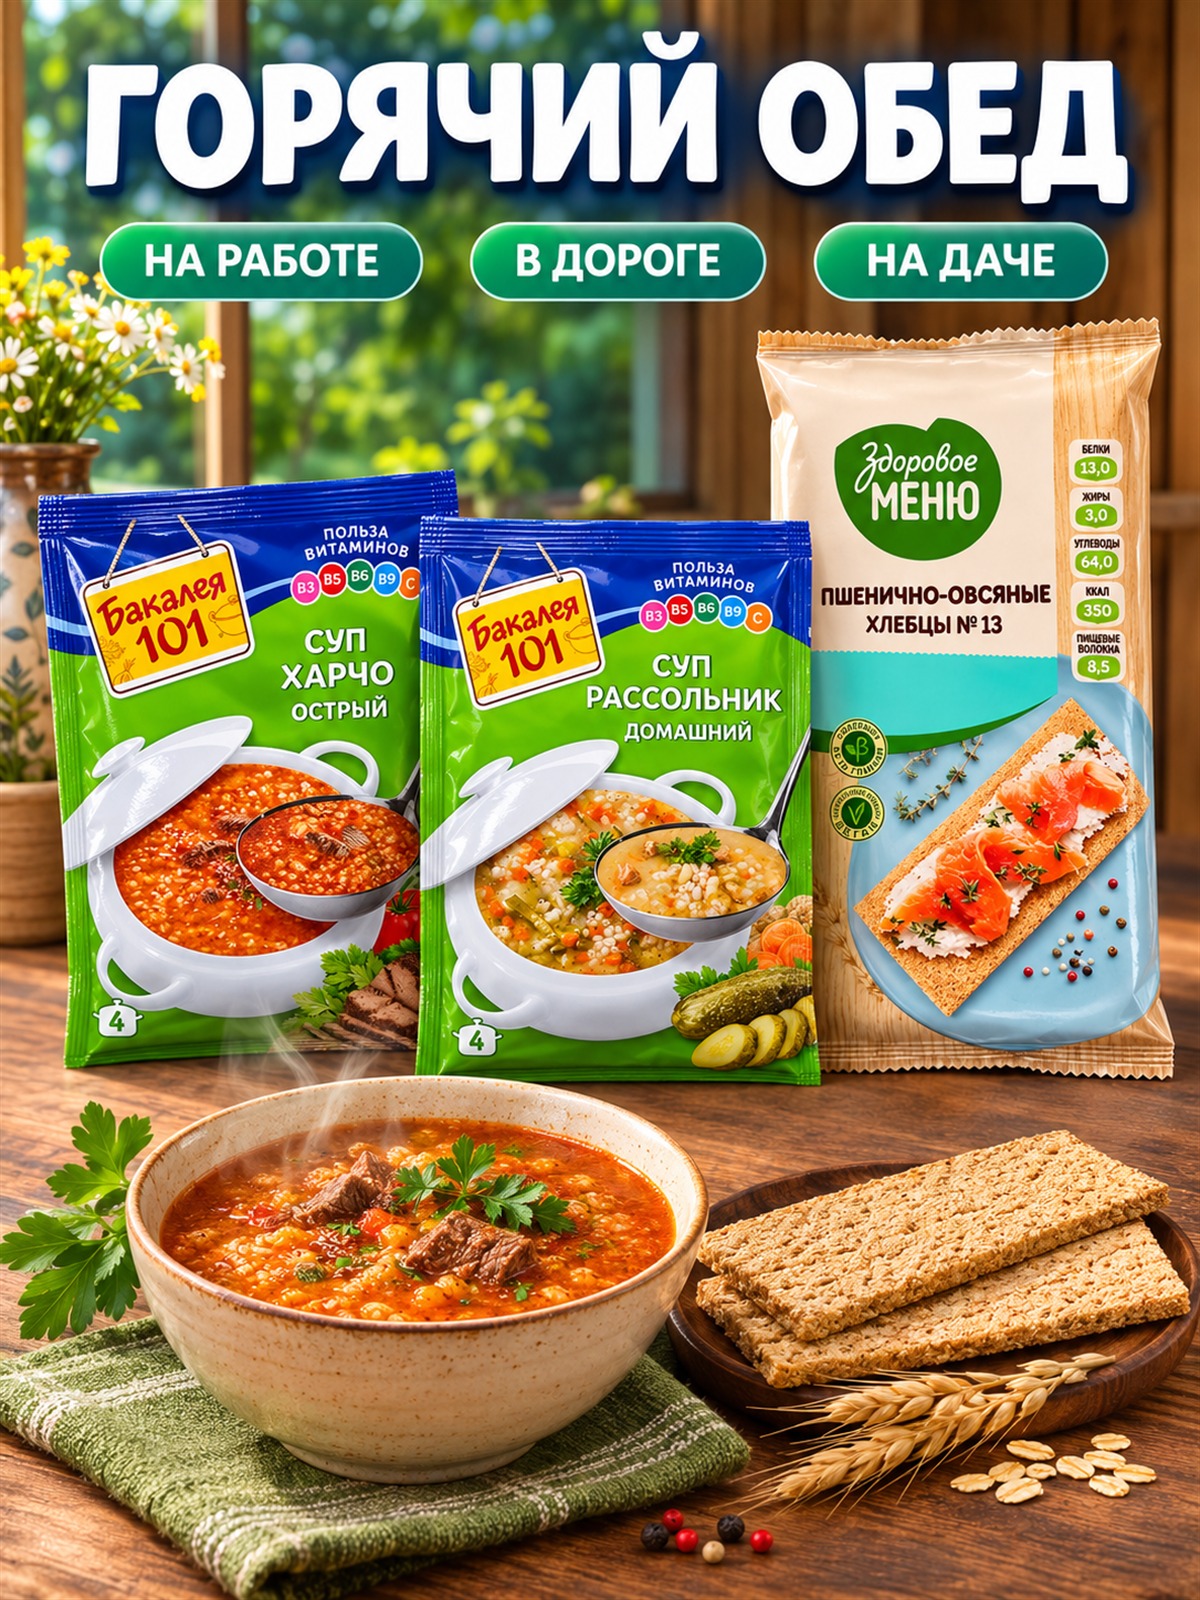 ГОРЯЧИЙ ОБЕД
НА РАБОТЕ
В ДОРОГЕ
НА ДАЧЕ
ПОЛЬЗА
ВИТАМИНОВ
B3 B5 B6 B9 C
Бакалея
101
СУП
ХАРЧО
ОСТРЫЙ
4
ПОЛЬЗА
ВИТАМИНОВ
B3 B5 B6 B9 C
Бакалея
101
СУП
РАССОЛЬНИК
ДОМАШНИЙ
4
Здоровое
МЕНЮ
ПШЕНИЧНО-ОВСЯНЫЕ
ХЛЕБЦЫ № 13
БЕЛКИ
13,0
ЖИРЫ
3,0
УГЛЕВОДЫ
64,0
ККАЛ
350
ПИЩЕВЫЕ
ВОЛОКНА
8,5